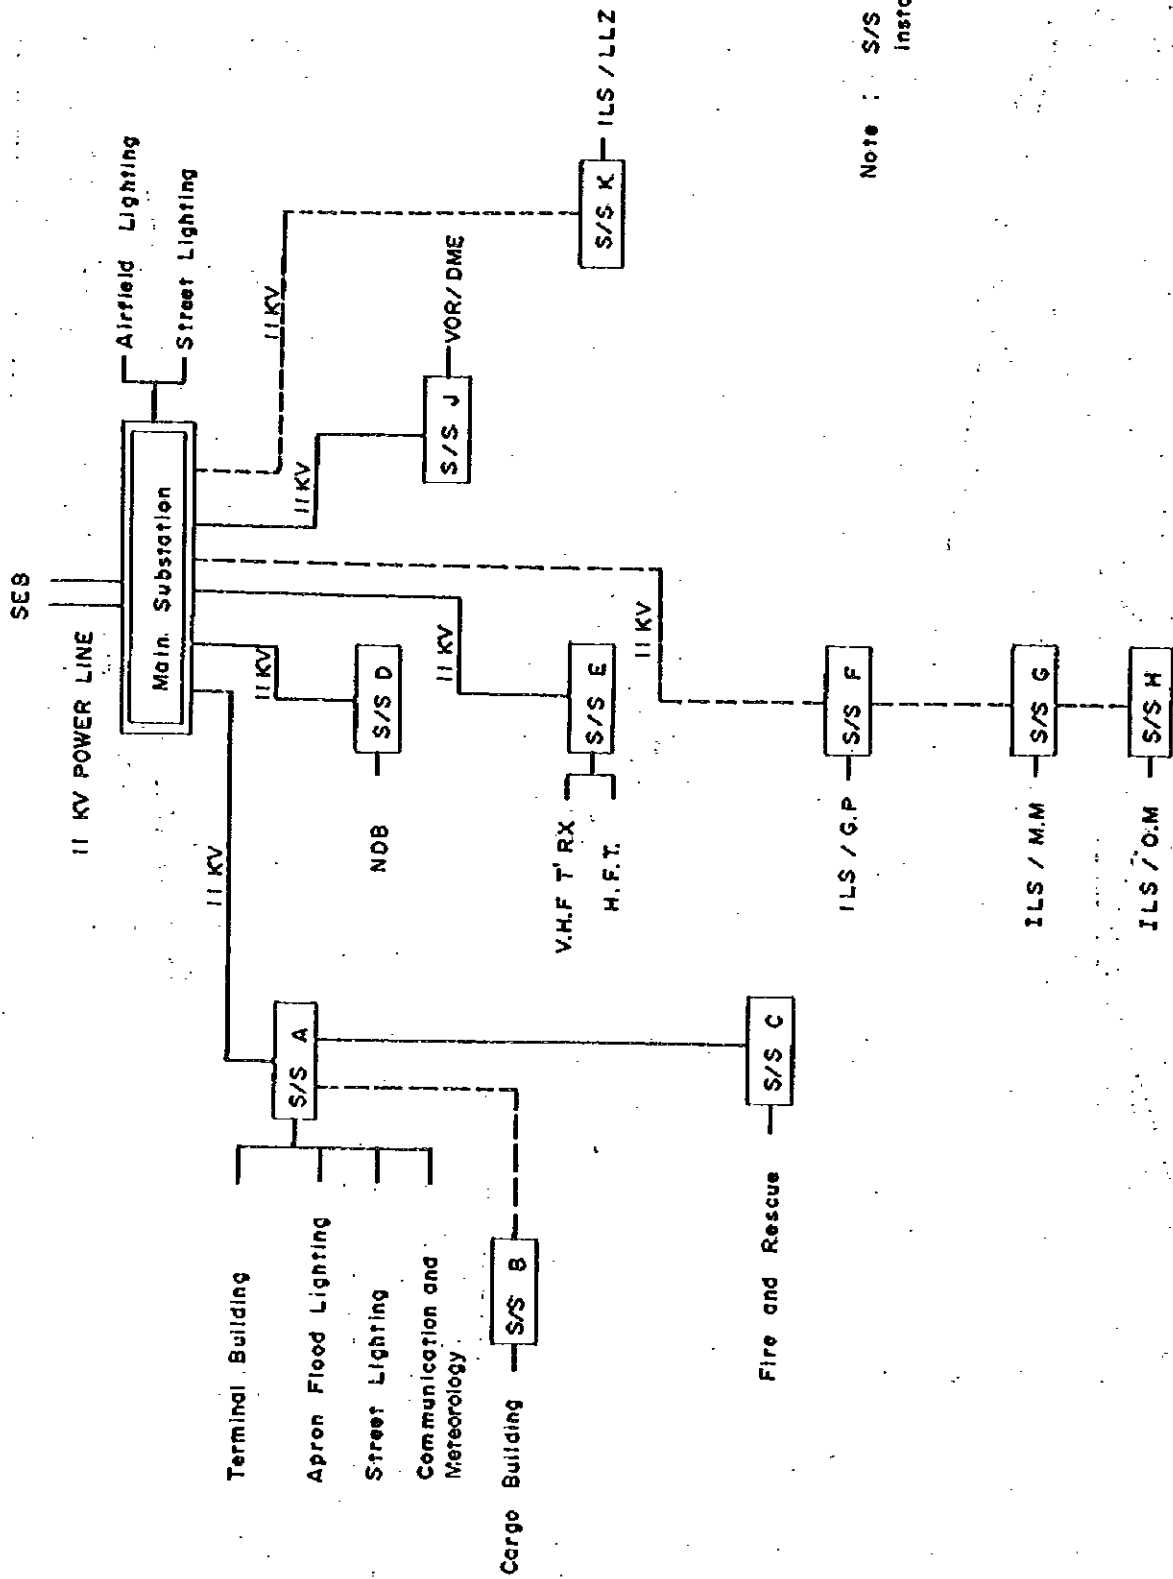 SEB
11 KV POWER LINE
Main Substation
Airfield Lighting
Street Lighting
11 KV
11 KV
11 KV
11 KV
11 KV
11 KV
S/S A
Terminal Building
Apron Flood Lighting
Street Lighting
Communication and
Meteorology
S/S B
Cargo Building
S/S C
Fire and Rescue
S/S D
NDB
S/S E
V.H.F T'RX
H.F.T.
S/S F
ILS / G.P
S/S G
ILS / M.M
S/S H
ILS / O.M
S/S J
VOR/DME
S/S K
ILS / LLZ
Note : S/S